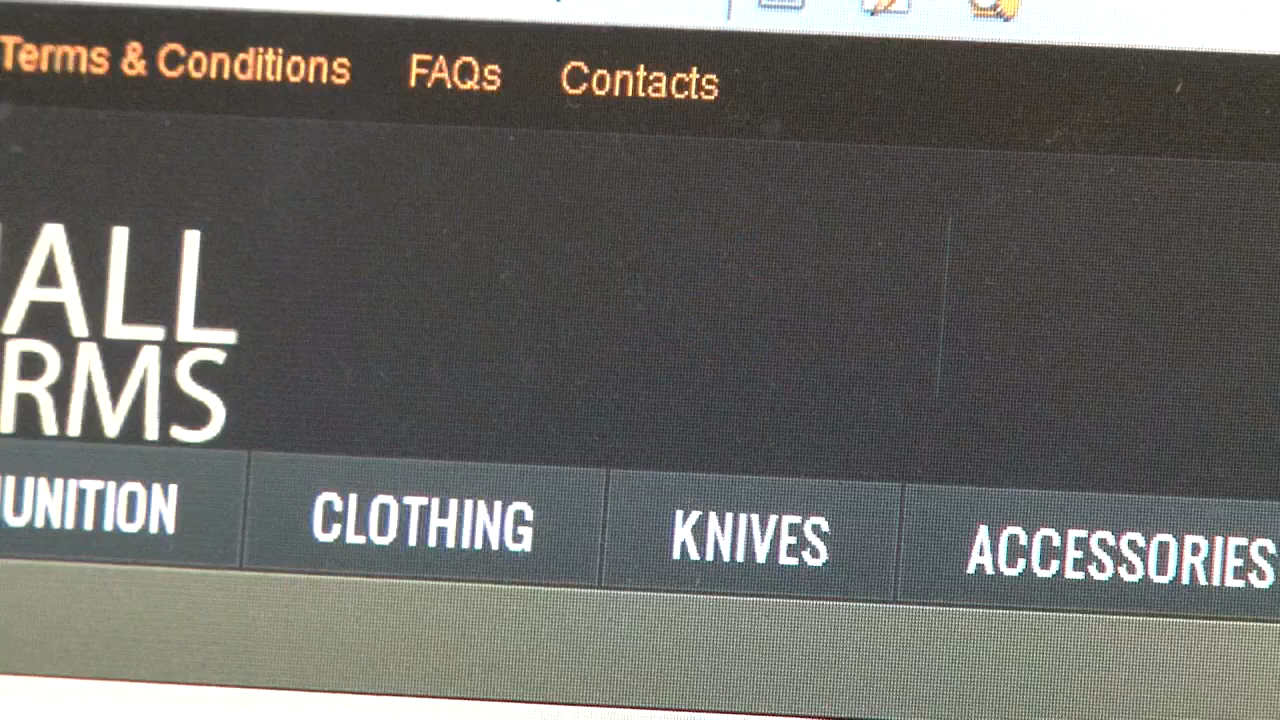 Terms & Conditions FAQs Contacts
ALL
RMS
UNITION CLOTHING KNIVES ACCESSORIES